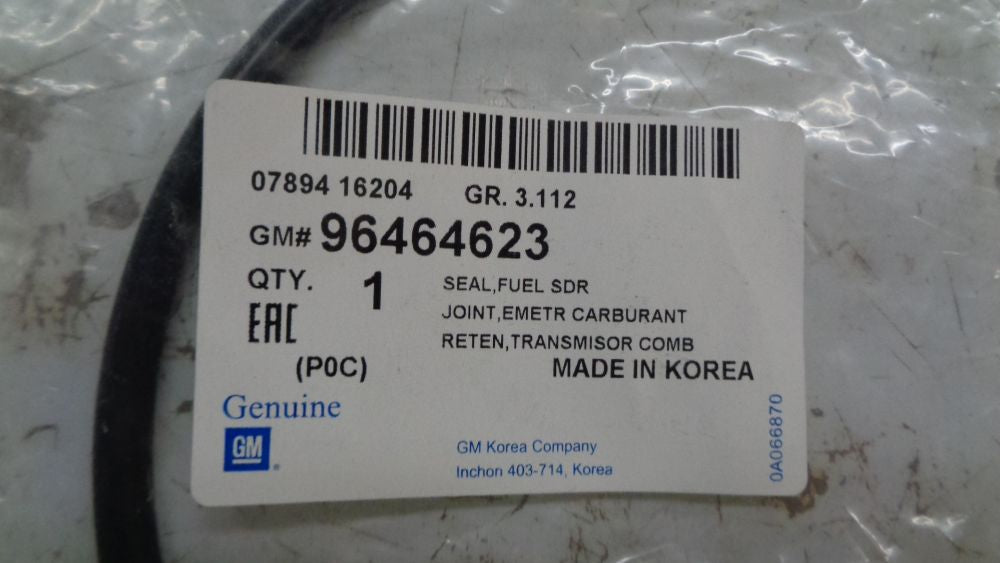 07894 16204 GR. 3.112
GM# 96464623
QTY. 1 SEAL,FUEL SDR
JOINT,EMETR CARBURANT
EAC RETEN,TRANSMISOR COMB
(P0C) MADE IN KOREA
Genuine
GM
GM Korea Company
Inchon 403-714, Korea
0A066870